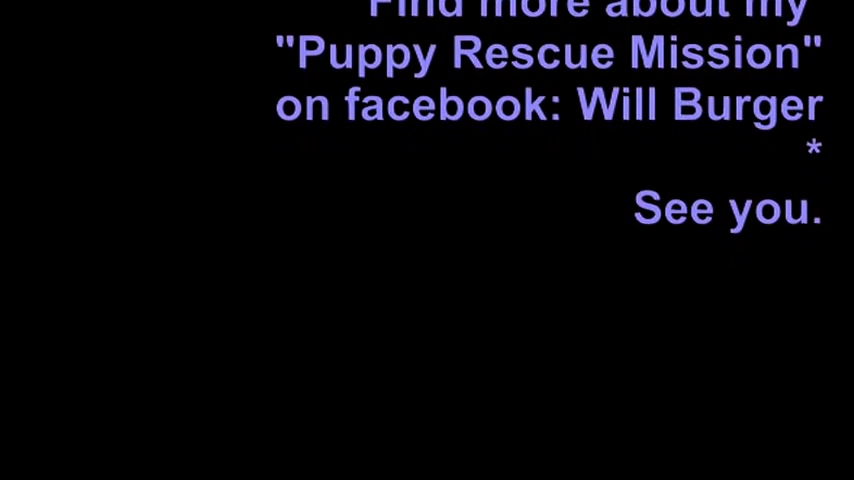 Find more about my
"Puppy Rescue Mission"
on facebook: Will Burger
*
See you.